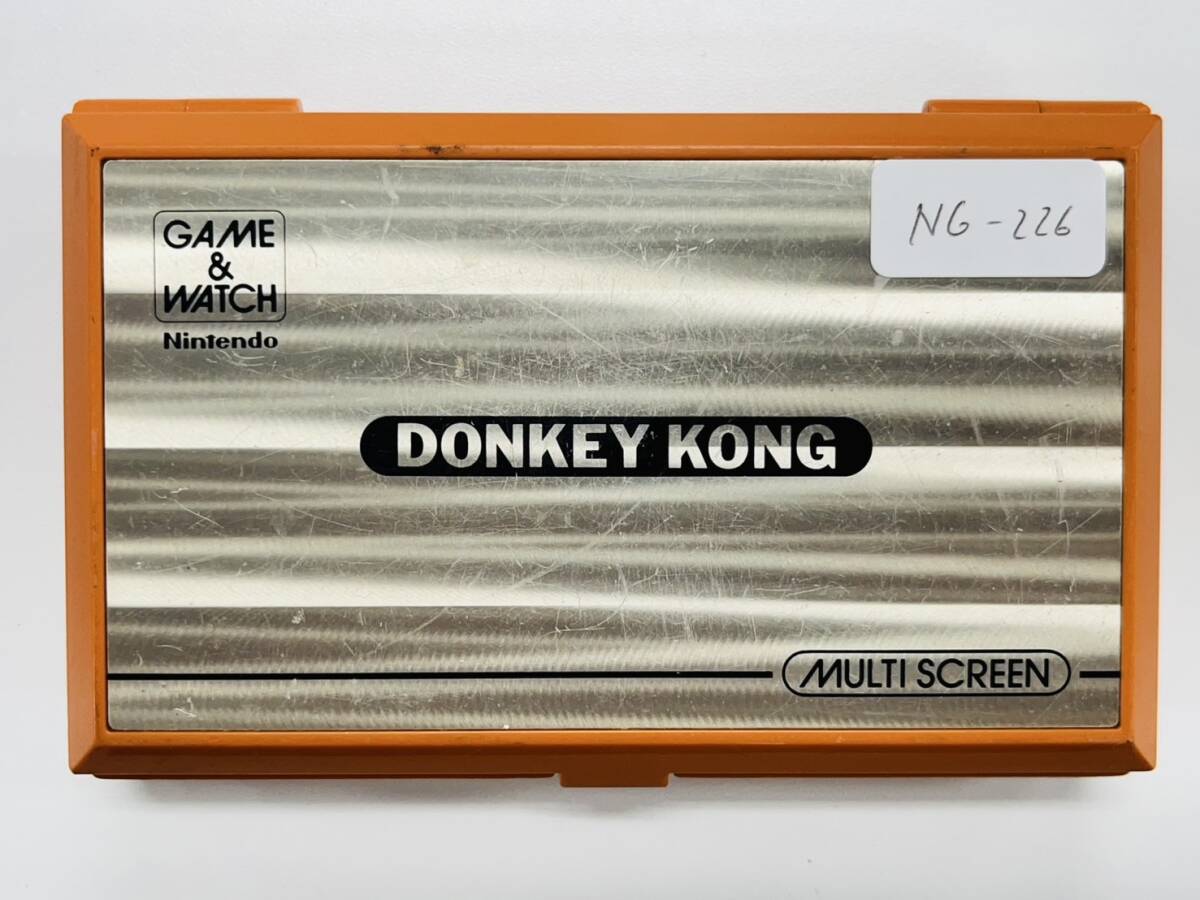 GAME
&
WATCH
Nintendo
NG-226
DONKEY KONG
MULTI SCREEN